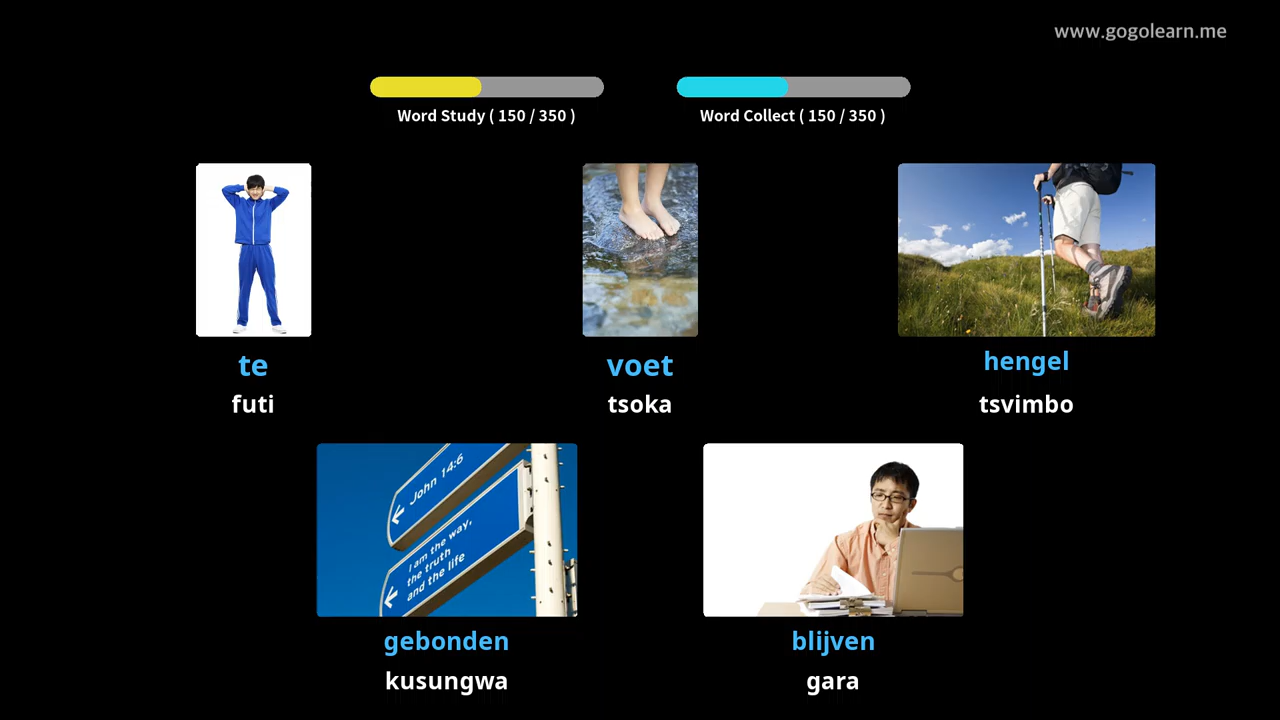 www.gogolearn.me
Word Study ( 150 / 350 )
Word Collect ( 150 / 350 )
te
futi
voet
tsoka
hengel
tsvimbo
John 14:6
I am the way,
the truth
and the life
gebonden
kusungwa
blijven
gara